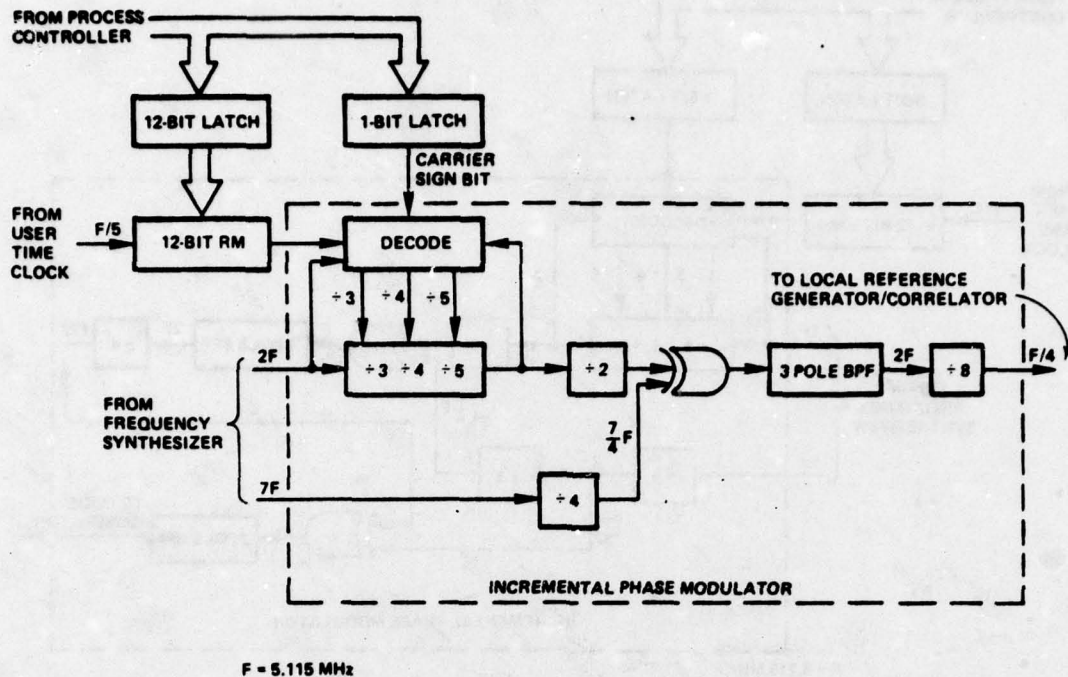 FROM PROCESS
CONTROLLER
12-BIT LATCH
1-BIT LATCH
CARRIER
SIGN BIT
FROM
USER
TIME
CLOCK
F/5
12-BIT RM
DECODE
÷3
÷4
÷5
TO LOCAL REFERENCE
GENERATOR/CORRELATOR
2F
÷3 ÷4 ÷5
÷2
3 POLE BPF
2F
÷8
F/4
FROM
FREQUENCY
SYNTHESIZER
7/4 F
7F
÷4
INCREMENTAL PHASE MODULATOR
F = 5.115 MHz